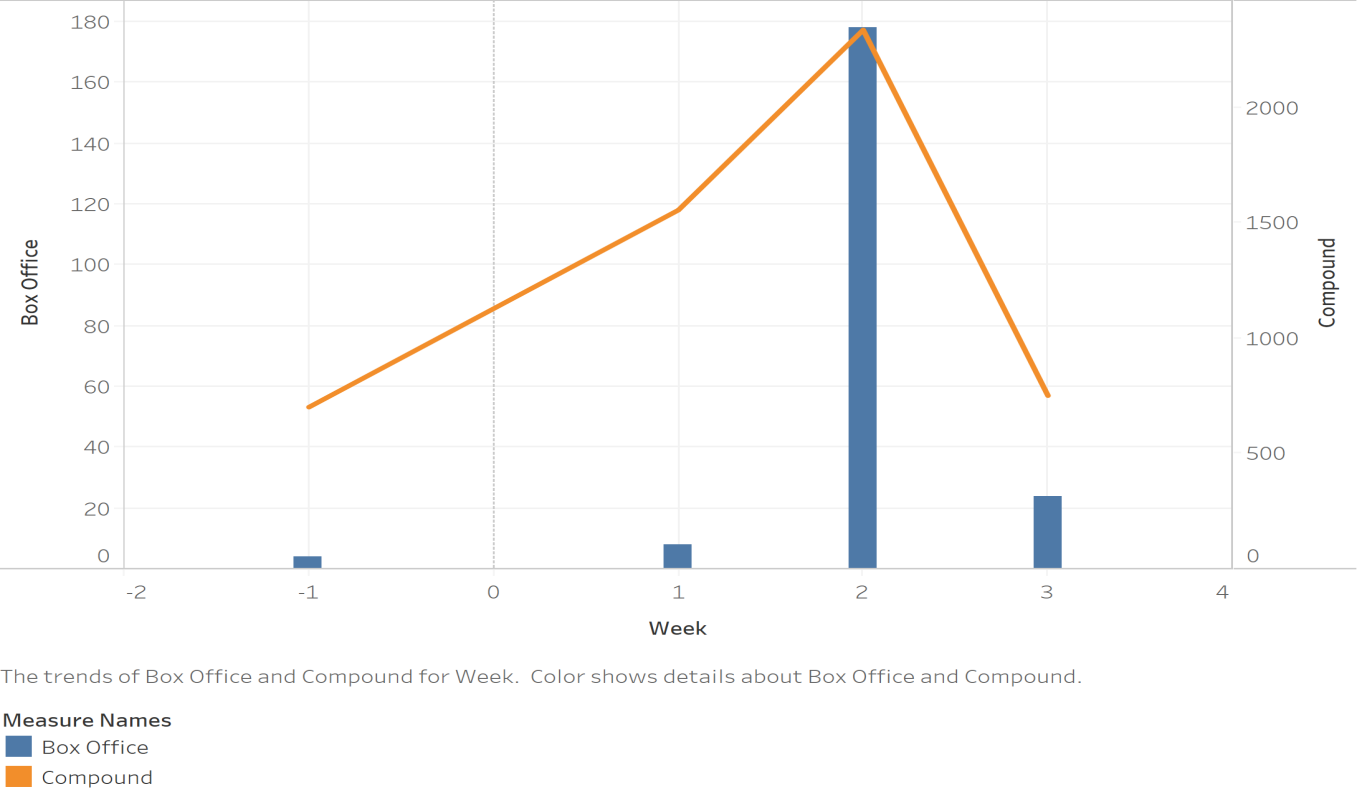 180
160
140
120
100
80
60
40
20
0
Box Office
2000
1500
1000
500
0
Compound
-2 -1 0 1 2 3 4
Week
The trends of Box Office and Compound for Week.  Color shows details about Box Office and Compound.
Measure Names
Box Office
Compound